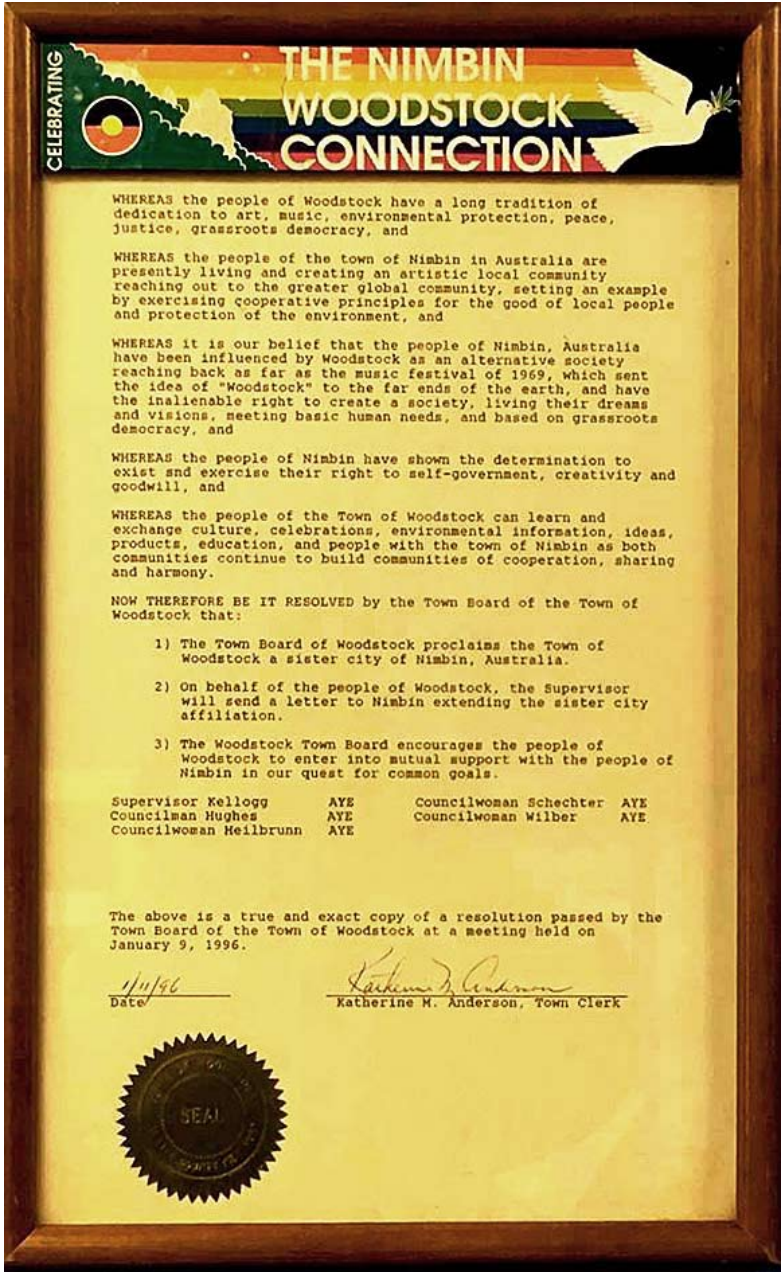 CELEBRATING
THE NIMBIN
WOODSTOCK
CONNECTION
WHEREAS the people of Woodstock have a long tradition of
dedication to art, music, environmental protection, peace,
justice, grassroots democracy, and
WHEREAS the people of the town of Nimbin in Australia are
presently living and creating an artistic local community
reaching out to the greater global community, setting an example
by exercising cooperative principles for the good of local people
and protection of the environment, and
WHEREAS it is our belief that the people of Nimbin, Australia
have been influenced by Woodstock as an alternative society
reaching back as far as the music festival of 1969, which sent
the idea of "Woodstock" to the far ends of the earth, and have
the inalienable right to create a society, living their dreams
and visions, meeting basic human needs, and based on grassroots
democracy, and
WHEREAS the people of Nimbin have shown the determination to
exist snd exercise their right to self-government, creativity and
goodwill, and
WHEREAS the people of the Town of Woodstock can learn and
exchange culture, celebrations, environmental information, ideas,
products, education, and people with the town of Nimbin as both
communities continue to build communities of cooperation, sharing
and harmony.
NOW THEREFORE BE IT RESOLVED by the Town Board of the Town of
Woodstock that:
1) The Town Board of Woodstock proclaims the Town of
Woodstock a sister city of Nimbin, Australia.
2) On behalf of the people of Woodstock, the Supervisor
will send a letter to Nimbin extending the sister city
affiliation.
3) The Woodstock Town Board encourages the people of
Woodstock to enter into mutual support with the people of
Nimbin in our quest for common goals.
Supervisor Kellogg AYE Councilwoman Schechter AYE
Councilman Hughes AYE Councilwoman Wilber AYE
Councilwoman Heilbrunn AYE
The above is a true and exact copy of a resolution passed by the
Town Board of the Town of Woodstock at a meeting held on
January 9, 1996.
1/11/96 Katherine M. Anderson
Date Katherine M. Anderson, Town Clerk
SEAL